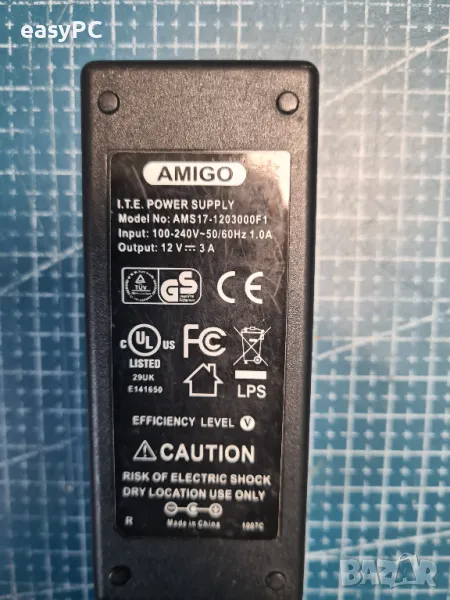 easyPC
AMIGO
I.T.E. POWER SUPPLY
Model No: AMS17-1203000F1
Input: 100-240V~50/60Hz 1.0A
Output: 12 V⎓ 3 A
TÜV GS CE
c UL us FC
LISTED
29UK
E141650
LPS
EFFICIENCY LEVEL V
CAUTION
RISK OF ELECTRIC SHOCK
DRY LOCATION USE ONLY
R Made in China 1007C
BAZAR